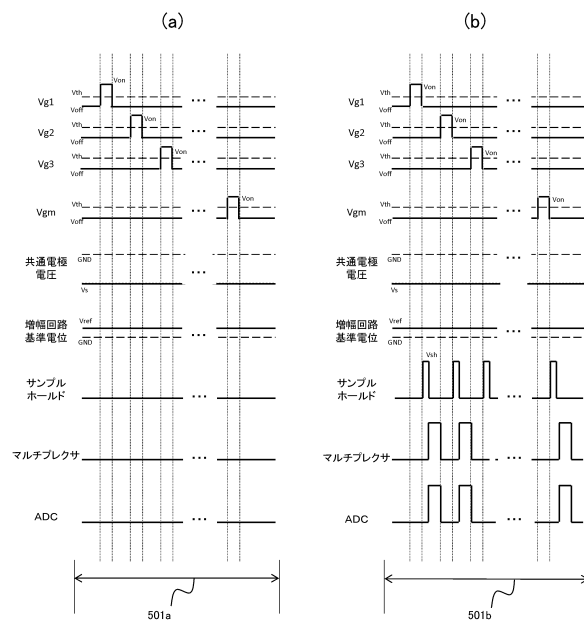 (a)
Vg1
Vth
Voff
Von
...
Vg2
Vth
Voff
Von
...
Vg3
Vth
Voff
Von
...
Vgm
Vth
Voff
...
Von
共通電極
電圧
GND
Vs
...
増幅回路
基準電位
Vref
GND
...
サンプル
ホールド
...
マルチプレクサ
...
ADC
...
501a
(b)
Vg1
Vth
Voff
Von
...
Vg2
Vth
Voff
Von
...
Vg3
Vth
Voff
Von
...
Vgm
Vth
Voff
...
Von
共通電極
電圧
GND
Vs
...
増幅回路
基準電位
Vref
GND
...
サンプル
ホールド
Vsh
...
マルチプレクサ
...
ADC
...
501b